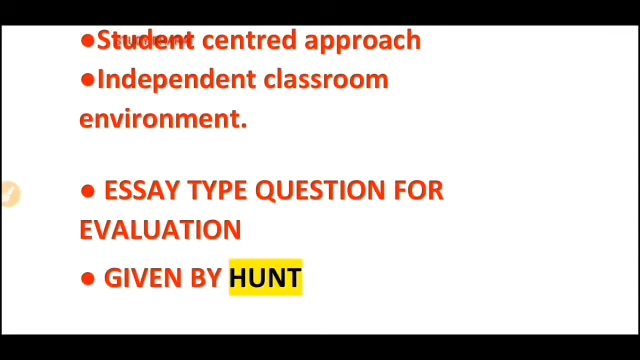 ●Student centred approach
●Independent classroom
environment.
● ESSAY TYPE QUESTION FOR
EVALUATION
● GIVEN BY HUNT